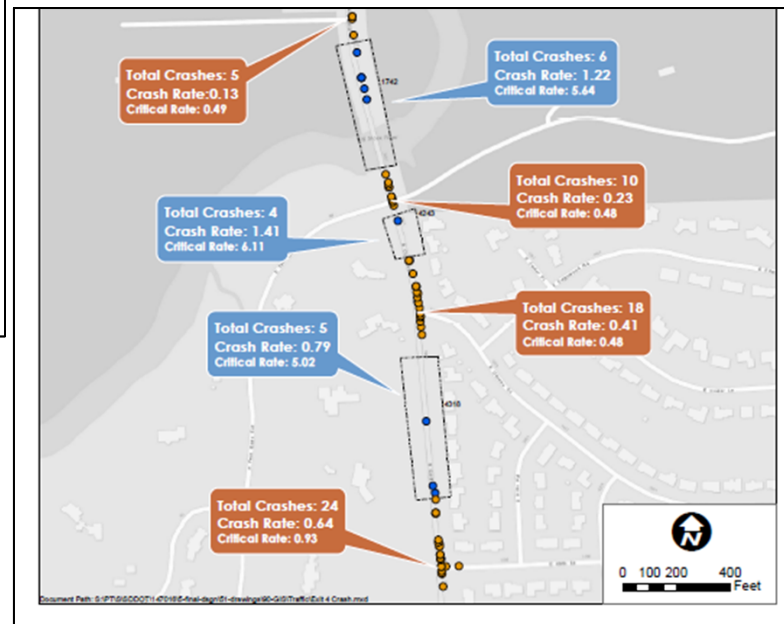 Total Crashes: 5
Crash Rate:0.13
Critical Rate: 0.49
Total Crashes: 6
Crash Rate: 1.22
Critical Rate: 5.64
1742
Total Crashes: 10
Crash Rate: 0.23
Critical Rate: 0.48
Total Crashes: 4
Crash Rate: 1.41
Critical Rate: 6.11
Total Crashes: 18
Crash Rate: 0.41
Critical Rate: 0.48
Total Crashes: 5
Crash Rate: 0.79
Critical Rate: 5.02
Total Crashes: 24
Crash Rate: 0.64
Critical Rate: 0.93
N
0 100 200 400
Feet